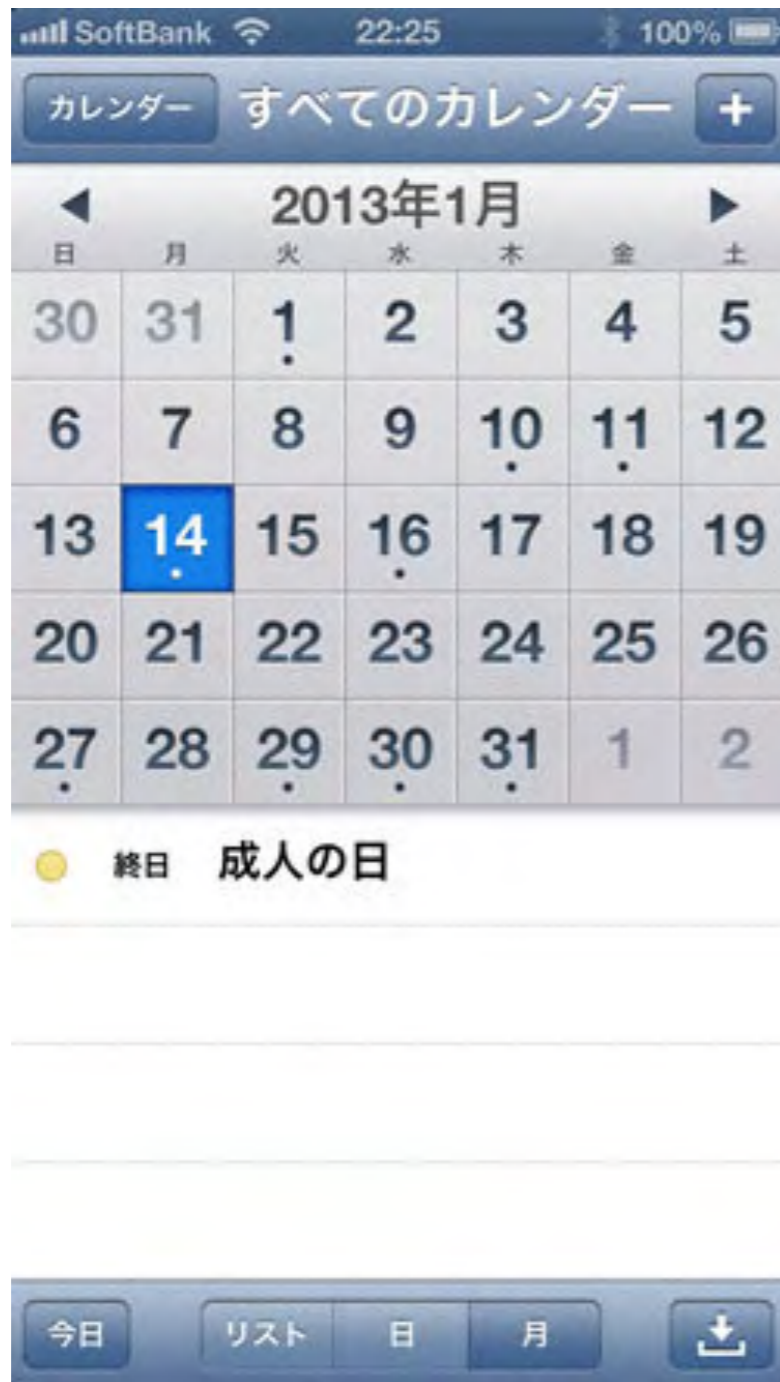 SoftBank 22:25 100%
カレンダー すべてのカレンダー +
2013年1月
日 月 火 水 木 金 土
30 31 1 2 3 4 5
6 7 8 9 10 11 12
13 14 15 16 17 18 19
20 21 22 23 24 25 26
27 28 29 30 31 1 2
終日 成人の日
今日 リスト 日 月